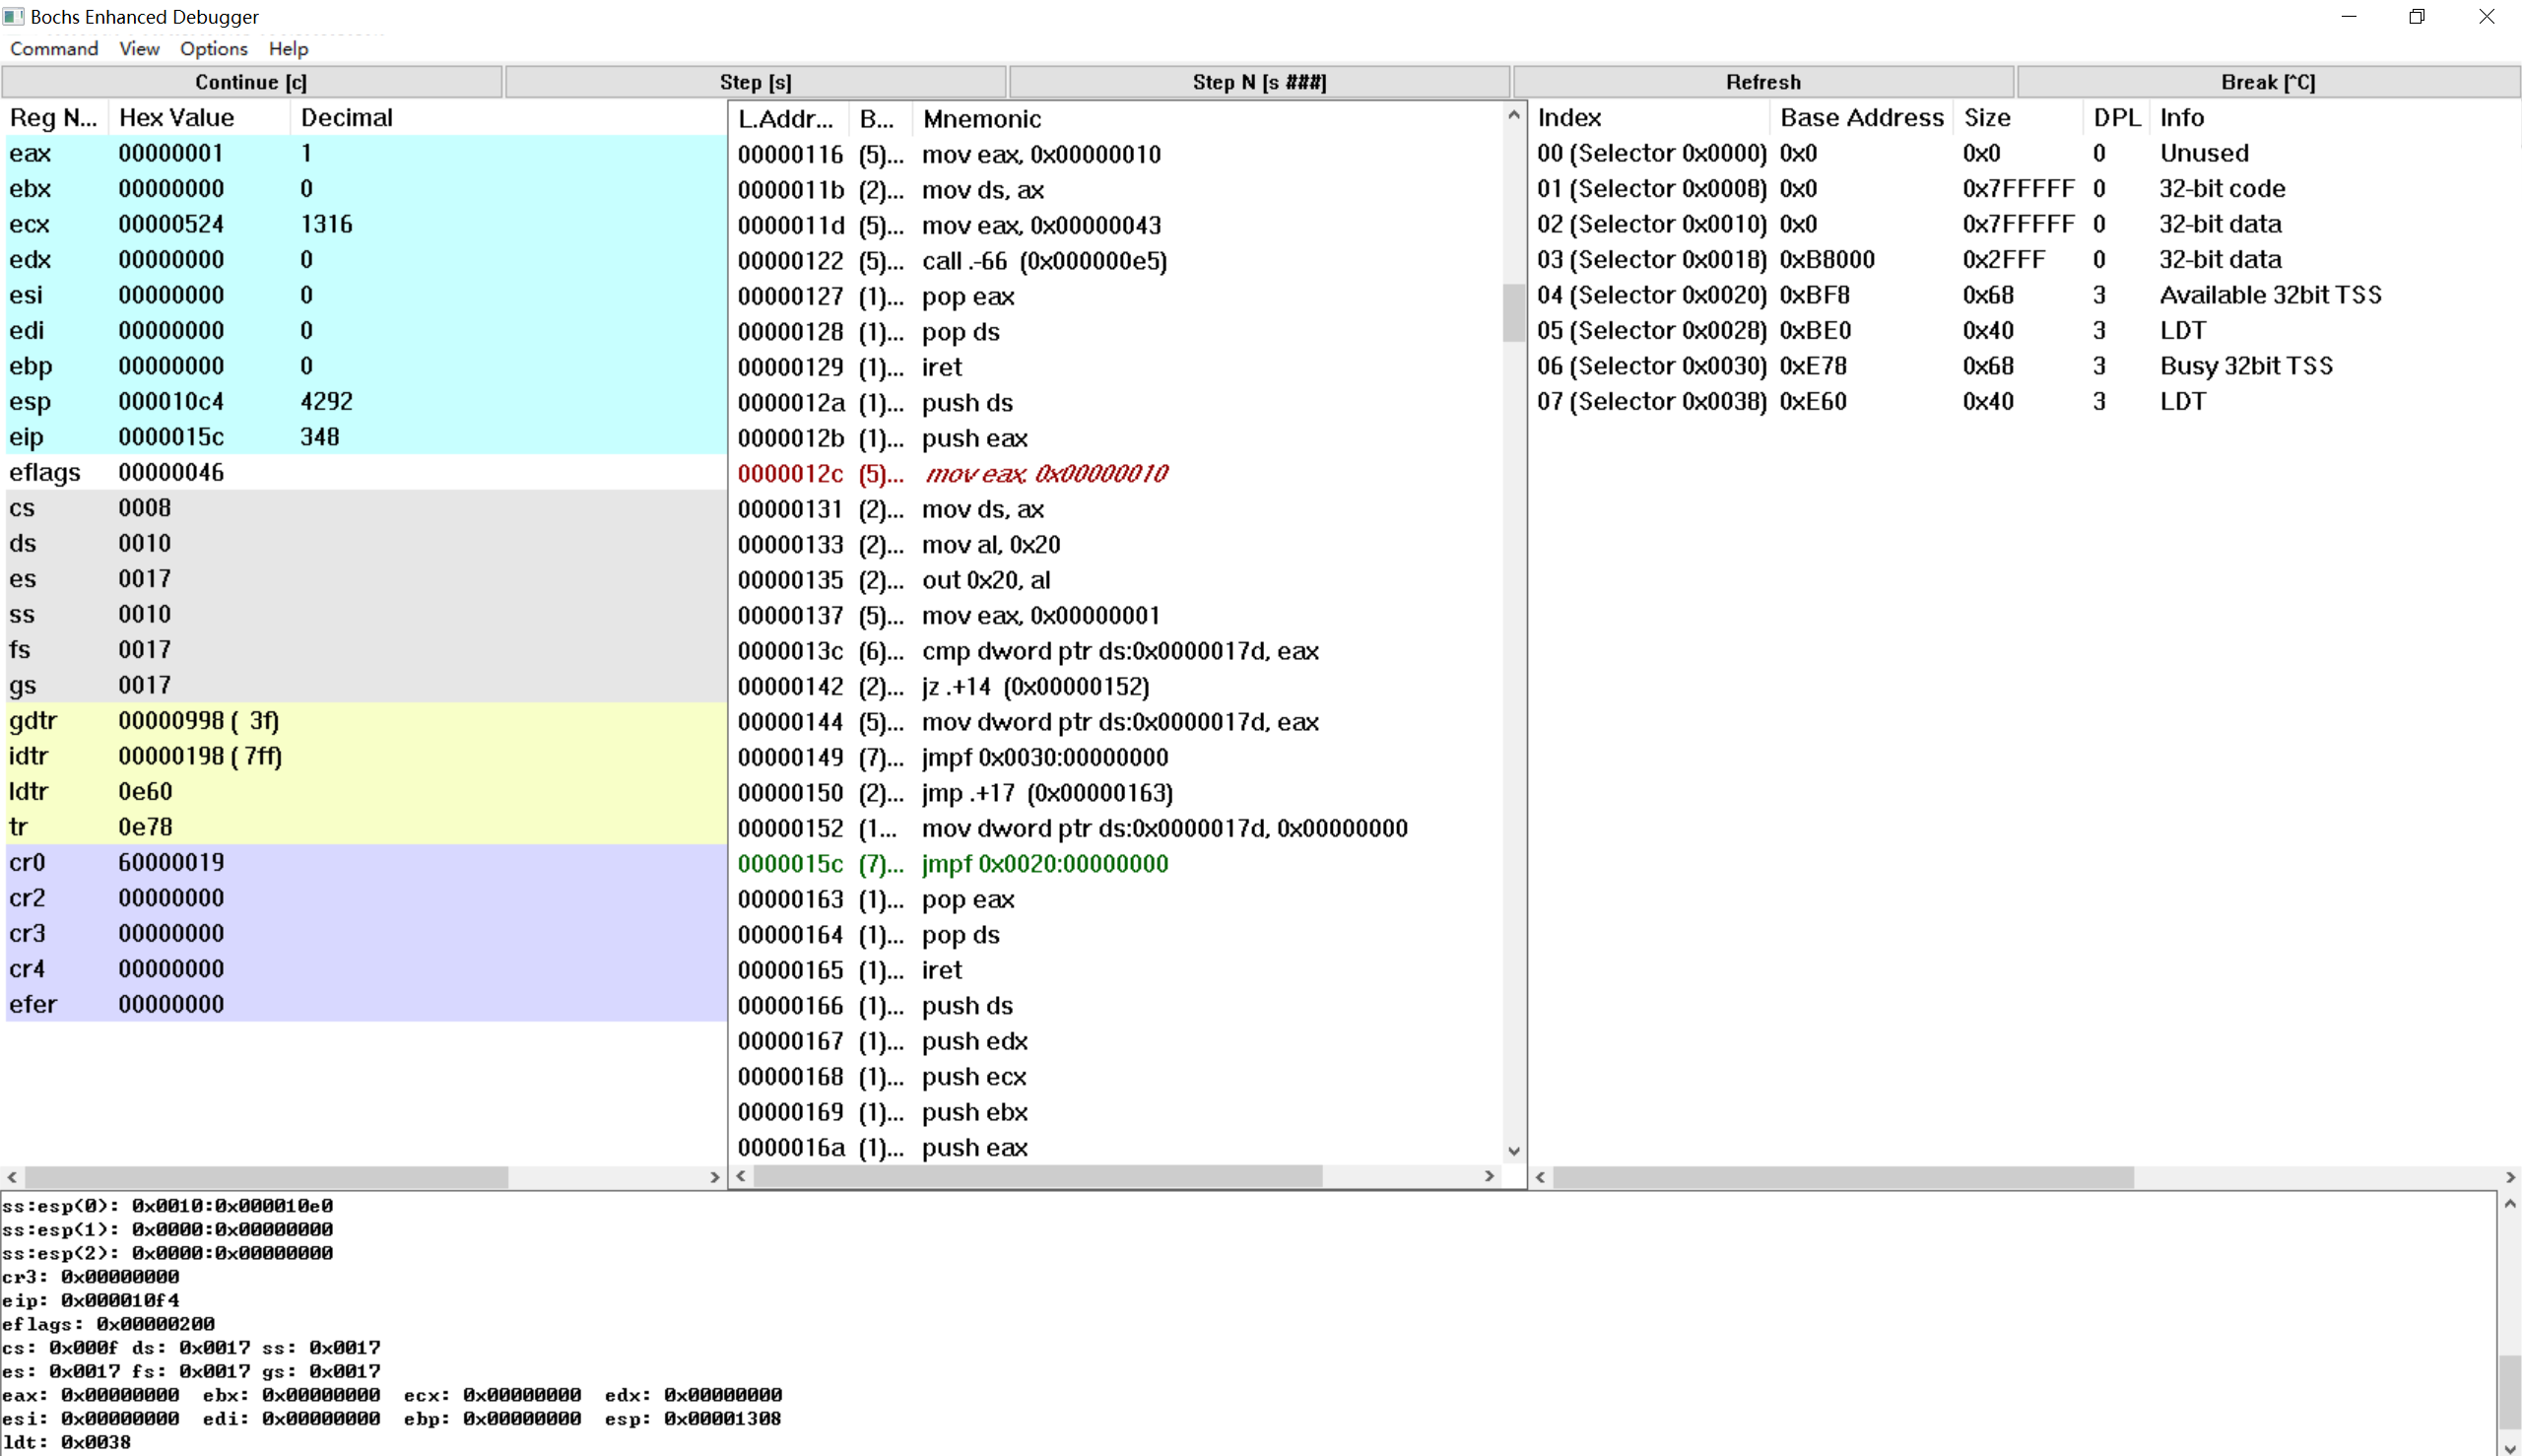 Bochs Enhanced Debugger
Command View Options Help
Continue [c] Step [s] Step N [s ###] Refresh Break [^C]
Reg N... Hex Value Decimal
eax 00000001 1
ebx 00000000 0
ecx 00000524 1316
edx 00000000 0
esi 00000000 0
edi 00000000 0
ebp 00000000 0
esp 000010c4 4292
eip 0000015c 348
eflags 00000046
cs 0008
ds 0010
es 0017
ss 0010
fs 0017
gs 0017
gdtr 00000998 ( 3f)
idtr 00000198 ( 7ff)
ldtr 0e60
tr 0e78
cr0 60000019
cr2 00000000
cr3 00000000
cr4 00000000
efer 00000000
L.Addr... B... Mnemonic
00000116 (5)... mov eax, 0x00000010
0000011b (2)... mov ds, ax
0000011d (5)... mov eax, 0x00000043
00000122 (5)... call .-66 (0x000000e5)
00000127 (1)... pop eax
00000128 (1)... pop ds
00000129 (1)... iret
0000012a (1)... push ds
0000012b (1)... push eax
0000012c (5)... mov eax, 0x00000010
00000131 (2)... mov ds, ax
00000133 (2)... mov al, 0x20
00000135 (2)... out 0x20, al
00000137 (5)... mov eax, 0x00000001
0000013c (6)... cmp dword ptr ds:0x0000017d, eax
00000142 (2)... jz .+14 (0x00000152)
00000144 (5)... mov dword ptr ds:0x0000017d, eax
00000149 (7)... jmpf 0x0030:00000000
00000150 (2)... jmp .+17 (0x00000163)
00000152 (1... mov dword ptr ds:0x0000017d, 0x00000000
0000015c (7)... jmpf 0x0020:00000000
00000163 (1)... pop eax
00000164 (1)... pop ds
00000165 (1)... iret
00000166 (1)... push ds
00000167 (1)... push edx
00000168 (1)... push ecx
00000169 (1)... push ebx
0000016a (1)... push eax
Index Base Address Size DPL Info
00 (Selector 0x0000) 0x0 0x0 0 Unused
01 (Selector 0x0008) 0x0 0x7FFFFF 0 32-bit code
02 (Selector 0x0010) 0x0 0x7FFFFF 0 32-bit data
03 (Selector 0x0018) 0xB8000 0x2FFF 0 32-bit data
04 (Selector 0x0020) 0xBF8 0x68 3 Available 32bit TSS
05 (Selector 0x0028) 0xBE0 0x40 3 LDT
06 (Selector 0x0030) 0xE78 0x68 3 Busy 32bit TSS
07 (Selector 0x0038) 0xE60 0x40 3 LDT
ss:esp(0): 0x0010:0x000010e0
ss:esp(1): 0x0000:0x00000000
ss:esp(2): 0x0000:0x00000000
cr3: 0x00000000
eip: 0x000010f4
eflags: 0x00000200
cs: 0x000f ds: 0x0017 ss: 0x0017
es: 0x0017 fs: 0x0017 gs: 0x0017
eax: 0x00000000 ebx: 0x00000000 ecx: 0x00000000 edx: 0x00000000
esi: 0x00000000 edi: 0x00000000 ebp: 0x00000000 esp: 0x00001308
ldt: 0x0038